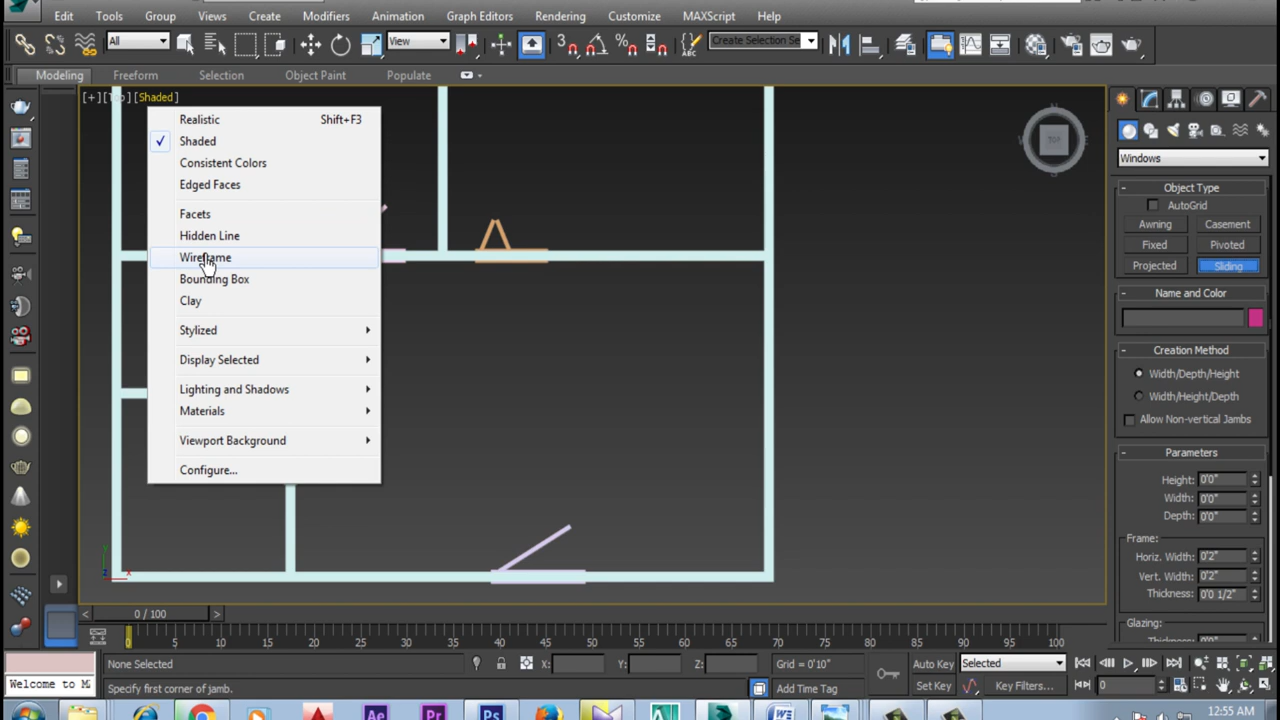 Edit Tools Group Views Create Modifiers Animation Graph Editors Rendering Customize MAXScript Help
All View ABC Create Selection Se
Modeling Freeform Selection Object Paint Populate
[+][Top][Shaded]
Realistic Shift+F3
Shaded
Consistent Colors
Edged Faces
Facets
Hidden Line
Wireframe
Bounding Box
Clay
Stylized
Display Selected
Lighting and Shadows
Materials
Viewport Background
Configure...
N
TOP
Windows
Object Type
AutoGrid
Awning Casement
Fixed Pivoted
Projected Sliding
Name and Color
Creation Method
Width/Depth/Height
Width/Height/Depth
Allow Non-vertical Jambs
Parameters
Height: 0'0"
Width: 0'0"
Depth: 0'0"
Frame:
Horiz. Width: 0'2"
Vert. Width: 0'2"
Thickness: 0'0 1/2"
Glazing:
y
x
< 0 / 100 >
0 5 10 15 20 25 30 35 40 45 50 55 60 65 70 75 80 85 90 95 100
None Selected X: Y: Z: Grid = 0'10" Auto Key Selected
Welcome to M Specify first corner of jamb. Add Time Tag Set Key Key Filters... 0
Ae Pr Ps W 12:55 AM